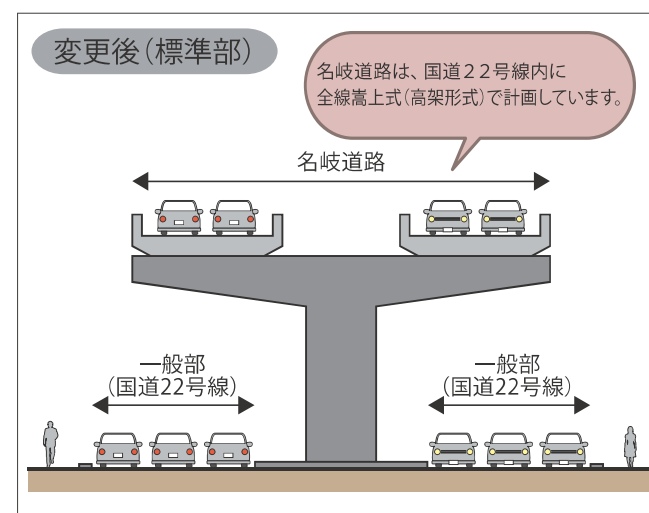 変更後（標準部）
名岐道路は、国道２２号線内に
全線嵩上式（高架形式）で計画しています。
名岐道路
一般部
（国道22号線）
一般部
（国道22号線）